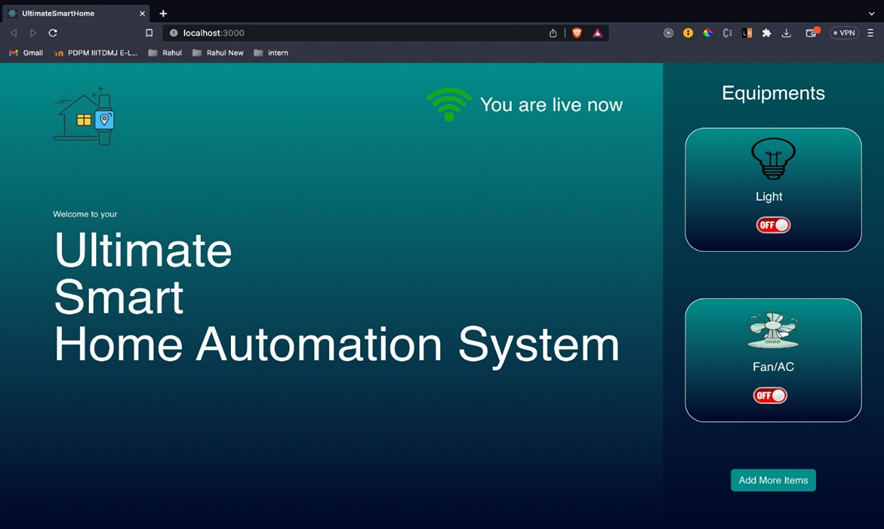 UltimateSmartHome
localhost:3000
VPN
Gmail
PDPM IIITDMJ E-L...
Rahul
Rahul New
intern
You are live now
Welcome to your
Ultimate
Smart
Home Automation System
Equipments
Light
OFF
Fan/AC
OFF
Add More Items